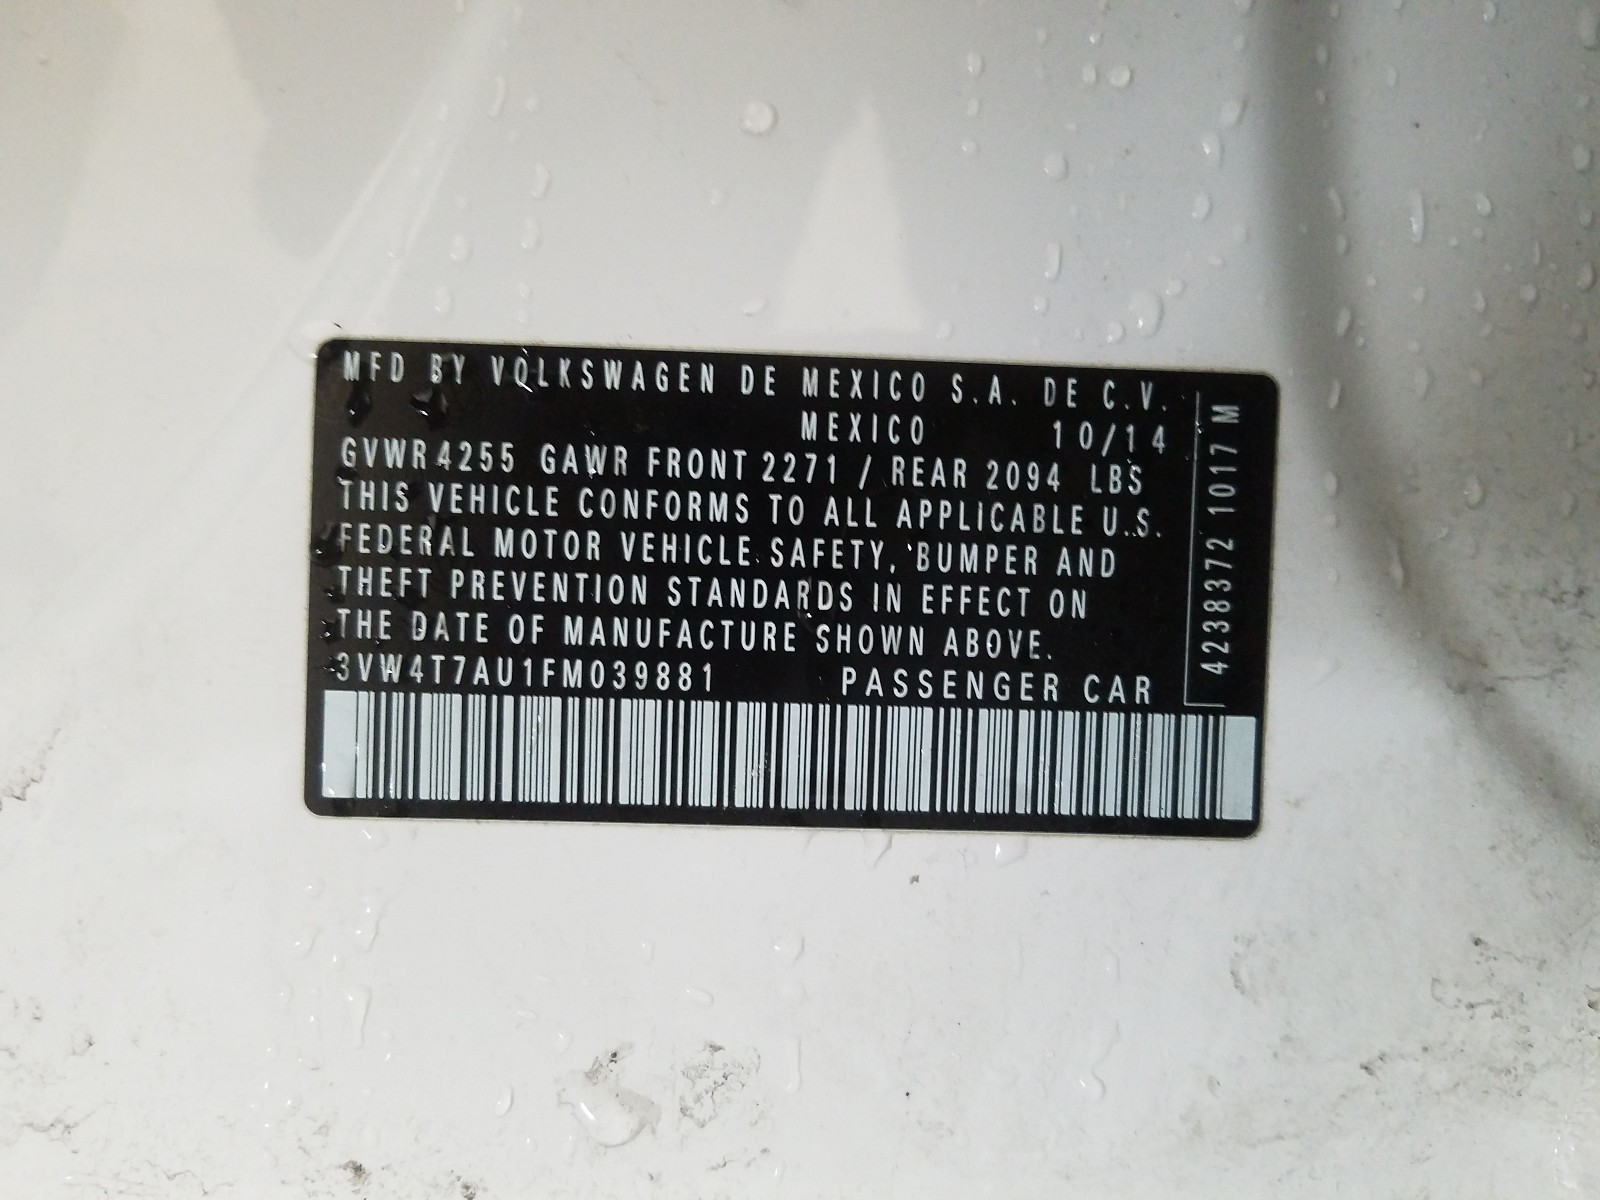 MFD BY VOLKSWAGEN DE MEXICO S.A. DE C.V.
MEXICO 10/14
GVWR 4255 GAWR FRONT 2271 / REAR 2094 LBS
THIS VEHICLE CONFORMS TO ALL APPLICABLE U.S.
FEDERAL MOTOR VEHICLE SAFETY, BUMPER AND
THEFT PREVENTION STANDARDS IN EFFECT ON
THE DATE OF MANUFACTURE SHOWN ABOVE.
3VW4T7AU1FM039881 PASSENGER CAR
4238372 1017 M